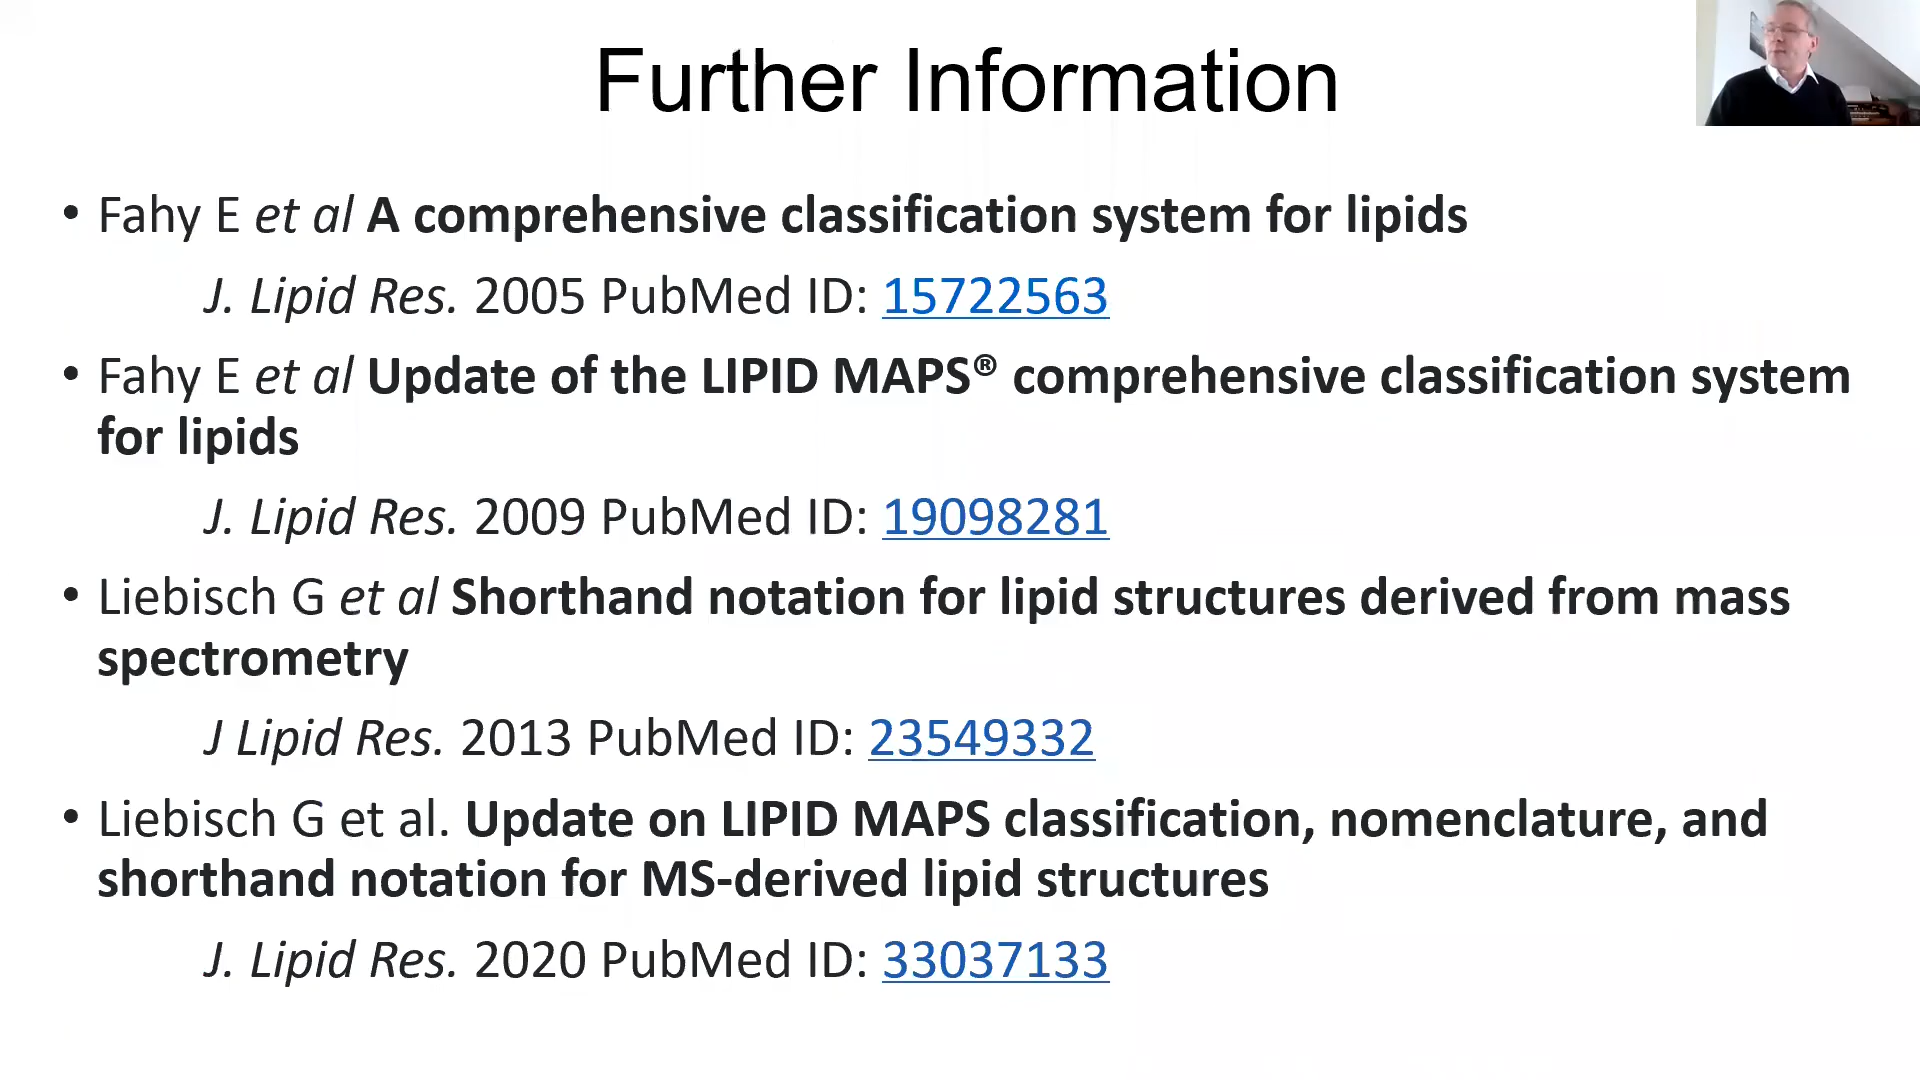 Further Information
• Fahy E et al A comprehensive classification system for lipids
J. Lipid Res. 2005 PubMed ID: 15722563
• Fahy E et al Update of the LIPID MAPS® comprehensive classification system
for lipids
J. Lipid Res. 2009 PubMed ID: 19098281
• Liebisch G et al Shorthand notation for lipid structures derived from mass
spectrometry
J Lipid Res. 2013 PubMed ID: 23549332
• Liebisch G et al. Update on LIPID MAPS classification, nomenclature, and
shorthand notation for MS-derived lipid structures
J. Lipid Res. 2020 PubMed ID: 33037133